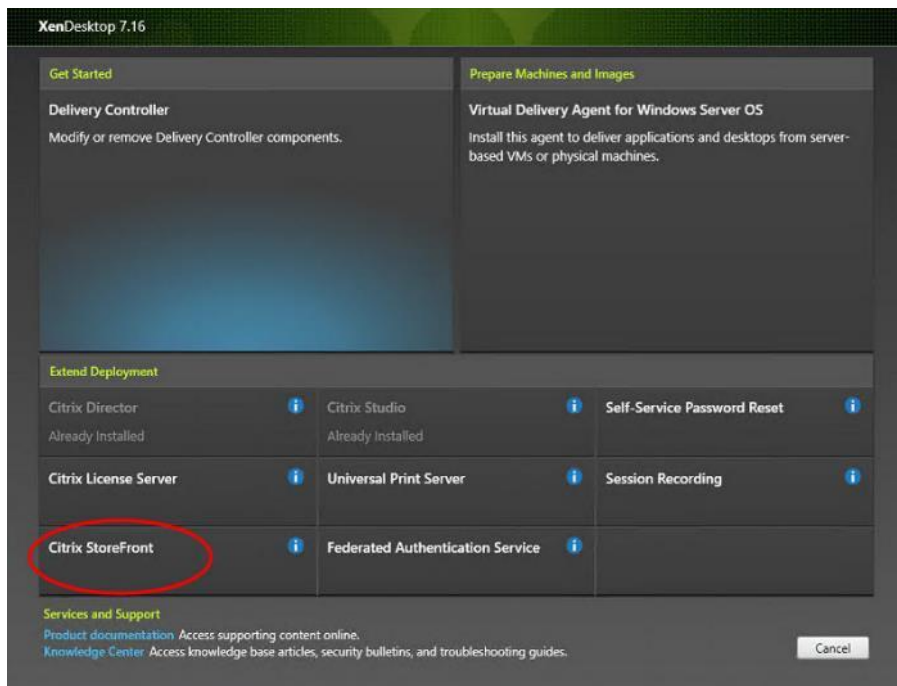 XenDesktop 7.16
Get Started
Delivery Controller
Modify or remove Delivery Controller components.
Prepare Machines and Images
Virtual Delivery Agent for Windows Server OS
Install this agent to deliver applications and desktops from server-
based VMs or physical machines.
Extend Deployment
Citrix Director
Already Installed
Citrix Studio
Already Installed
Self-Service Password Reset
Citrix License Server
Universal Print Server
Session Recording
Citrix StoreFront
Federated Authentication Service
Services and Support
Product documentation Access supporting content online.
Knowledge Center Access knowledge base articles, security bulletins, and troubleshooting guides.
Cancel